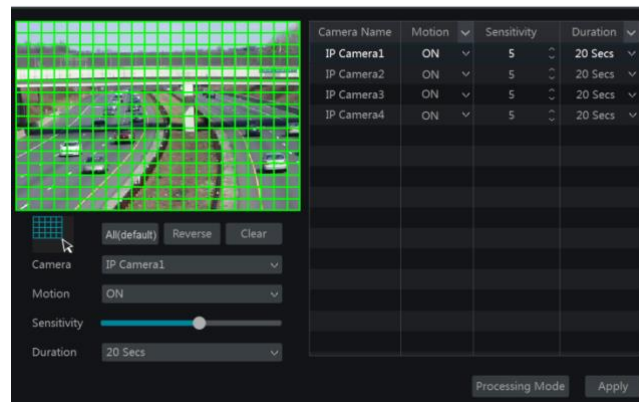 Camera Name Motion Sensitivity Duration
IP Camera1 ON 5 20 Secs
IP Camera2 ON 5 20 Secs
IP Camera3 ON 5 20 Secs
IP Camera4 ON 5 20 Secs
All(default) Reverse Clear
Camera IP Camera1
Motion ON
Sensitivity
Duration 20 Secs
Processing Mode Apply